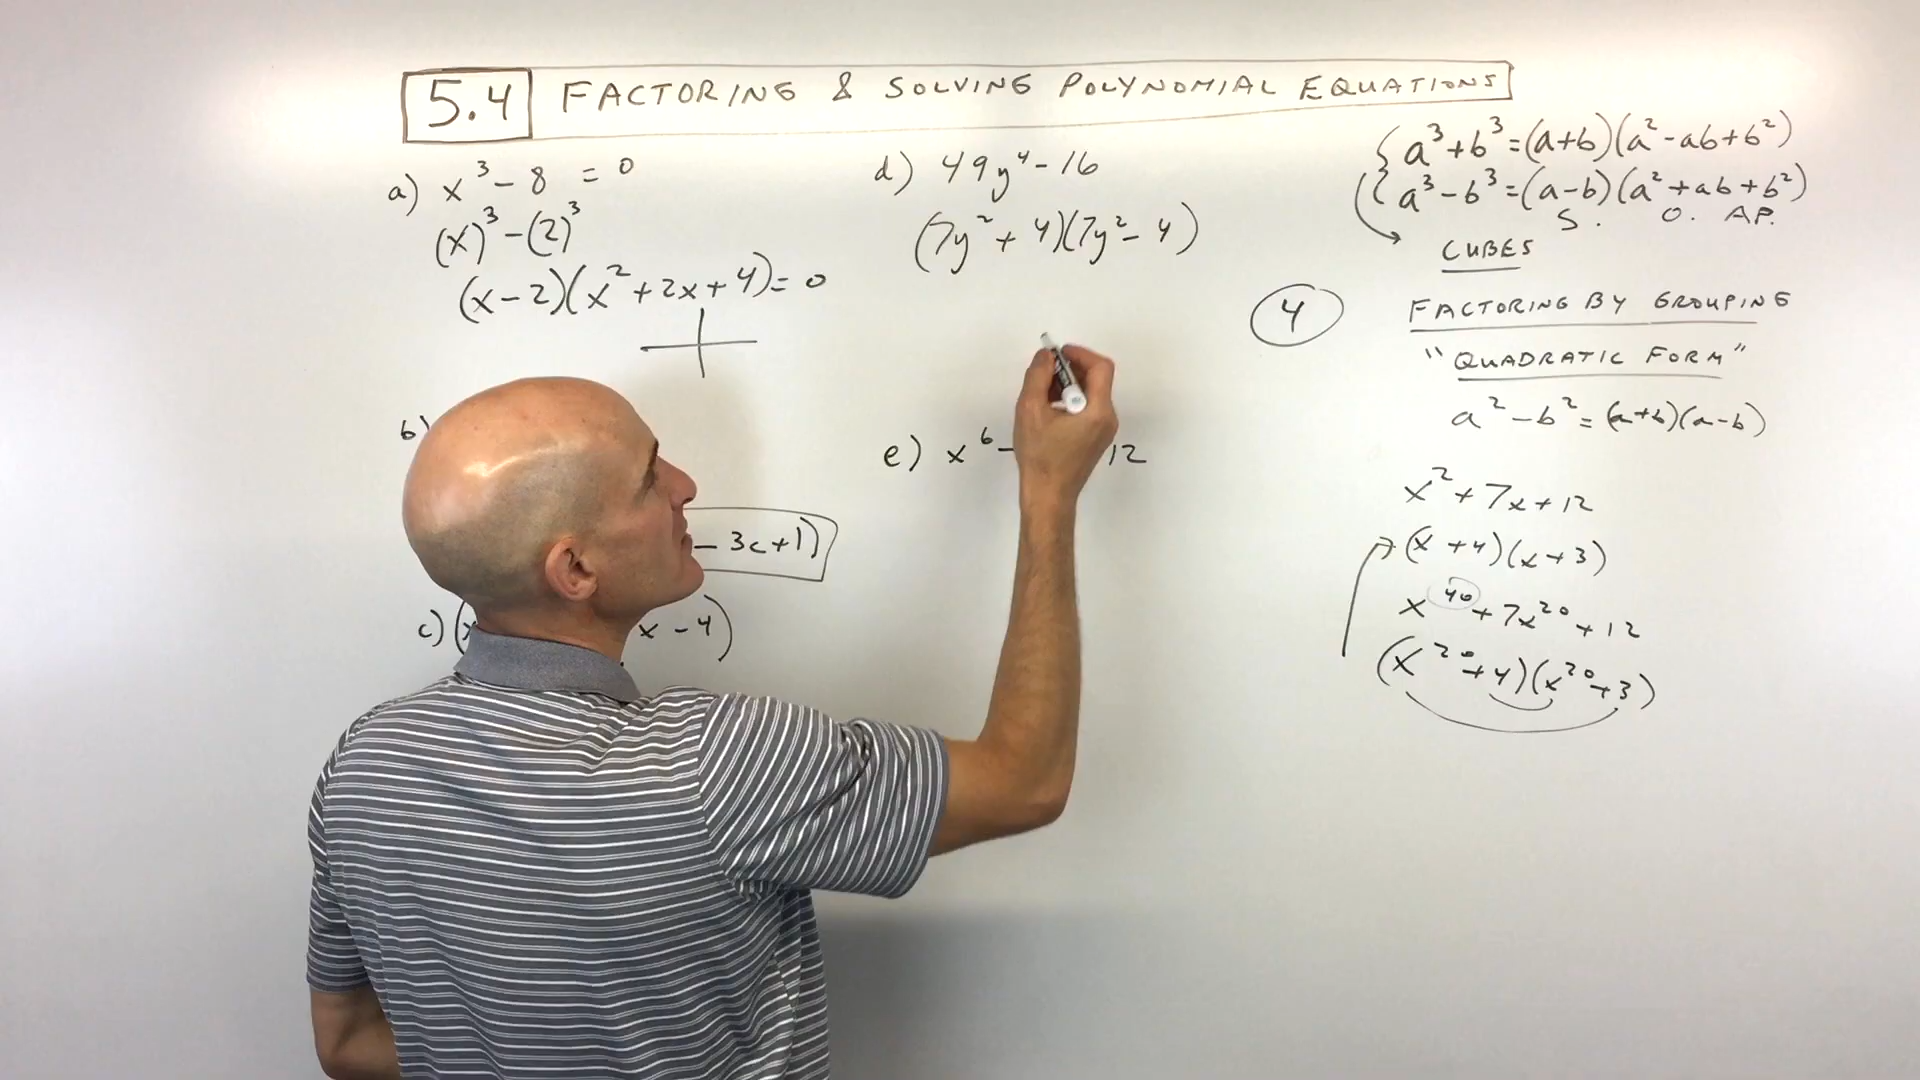 5.4 FACTORING & SOLVING POLYNOMIAL EQUATIONS
a) x³ - 8 = 0
(x)³ - (2)³
(x - 2)(x² + 2x + 4) = 0
b)
- 3c + 1)
c) (x
x - 4)
d) 49y⁴ - 16
(7y² + 4)(7y² - 4)
e) x⁶ -
12
a³ + b³ = (a + b)(a² - ab + b²)
a³ - b³ = (a - b)(a² + ab + b²)
S. O. AP.
CUBES
4 FACTORING BY GROUPING
"QUADRATIC FORM"
a² - b² = (a + b)(a - b)
x² + 7x + 12
(x + 4)(x + 3)
x⁴⁰ + 7x²⁰ + 12
(x²⁰ + 4)(x²⁰ + 3)